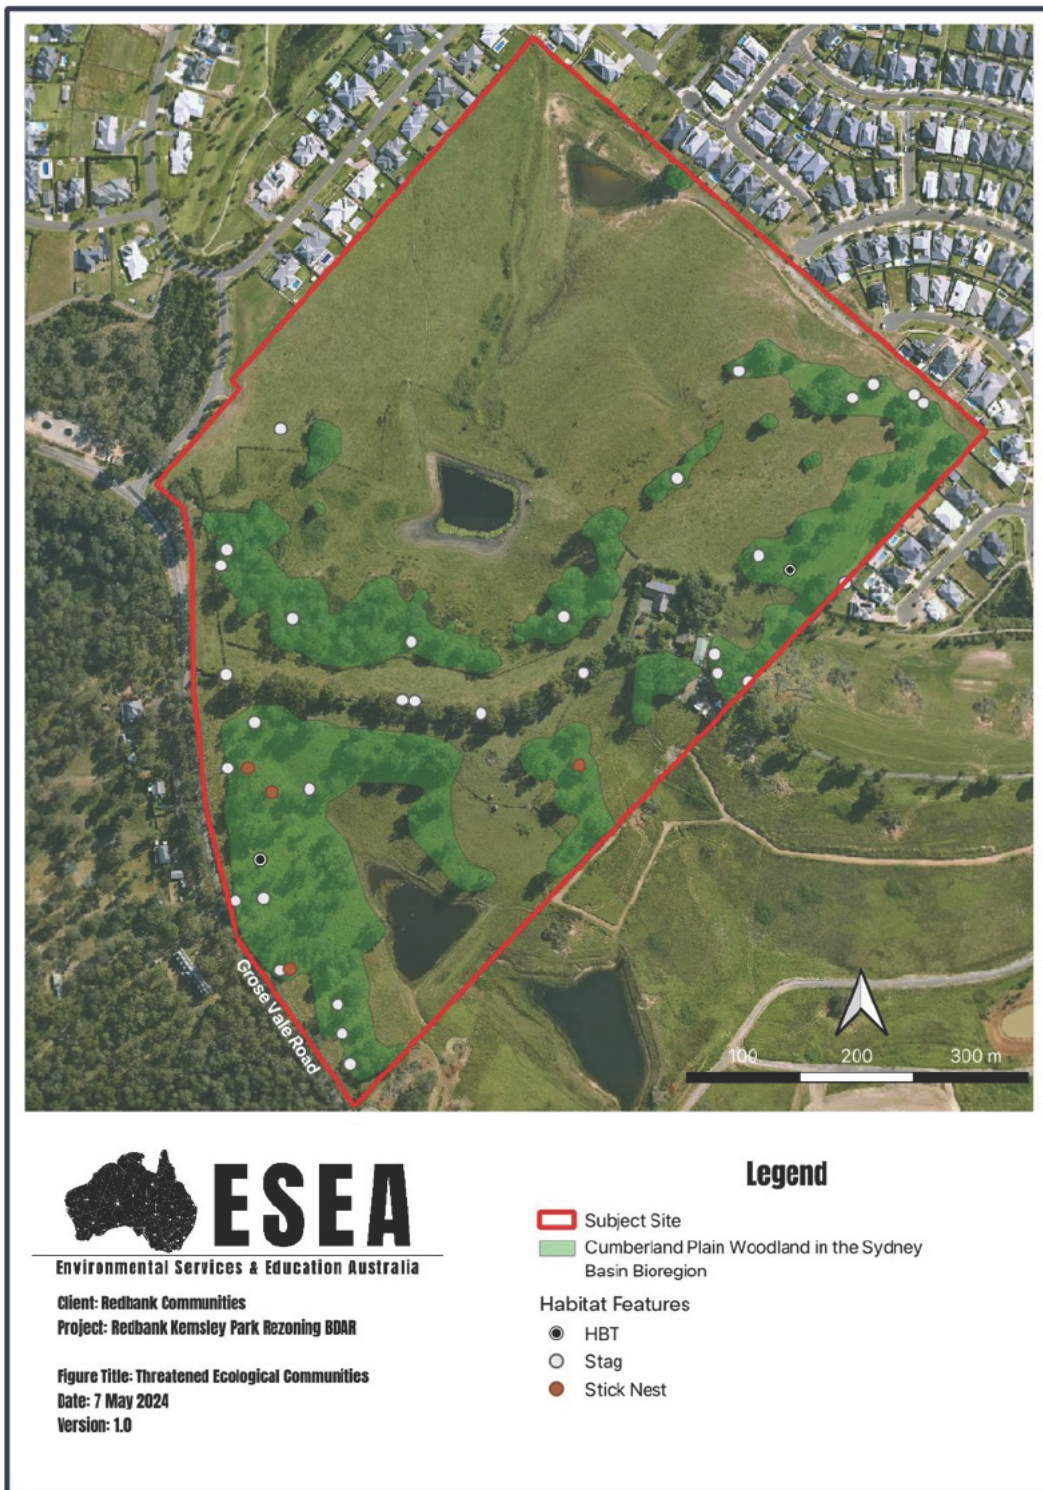 Grose Vale Road
100 200 300 m
ESEA
Environmental Services & Education Australia
Client: Redbank Communities
Project: Redbank Kemsley Park Rezoning BDAR
Figure Title: Threatened Ecological Communities
Date: 7 May 2024
Version: 1.0
Legend
Subject Site
Cumberland Plain Woodland in the Sydney
Basin Bioregion
Habitat Features
HBT
Stag
Stick Nest